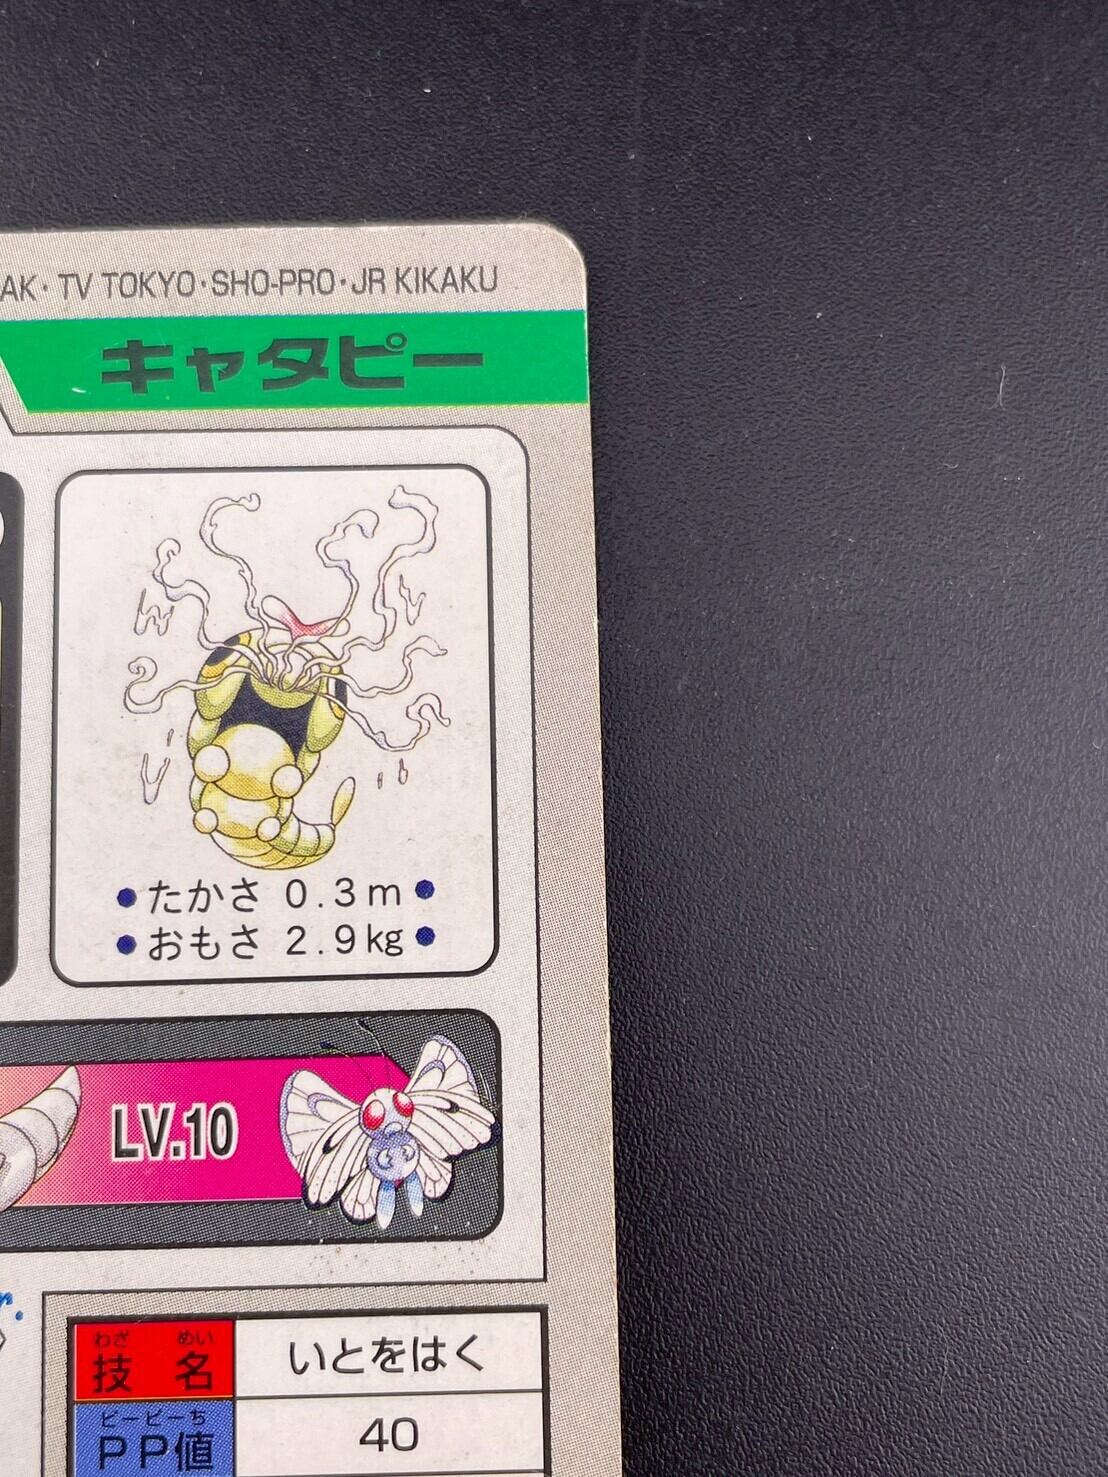 AK・TV TOKYO・SHO-PRO・JR KIKAKU
キャタピー
●たかさ 0.3m●
●おもさ 2.9kg●
LV.10
r.
わざ めい
技 名
いとをはく
ピーピーち
PP値
40